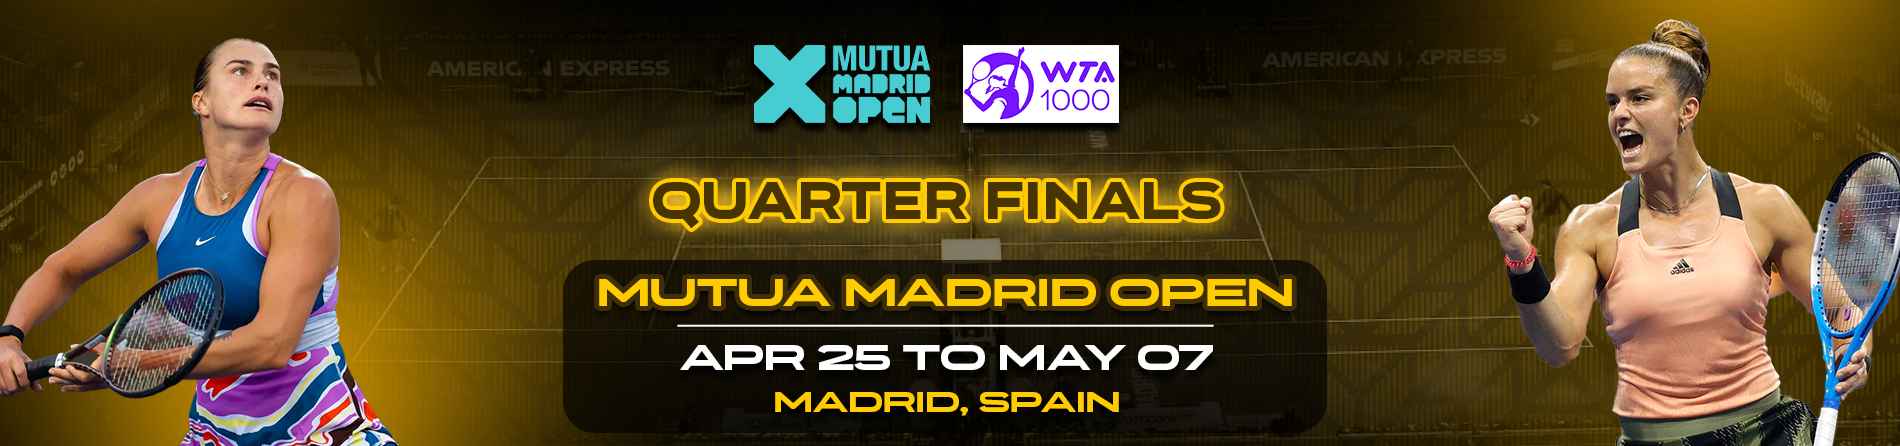 MUTUA
MADRID
OPEN
WTA
1000
AMERICAN EXPRESS
AMERICAN EXPRESS
QUARTER FINALS
MUTUA MADRID OPEN
APR 25 TO MAY 07
MADRID, SPAIN
adidas